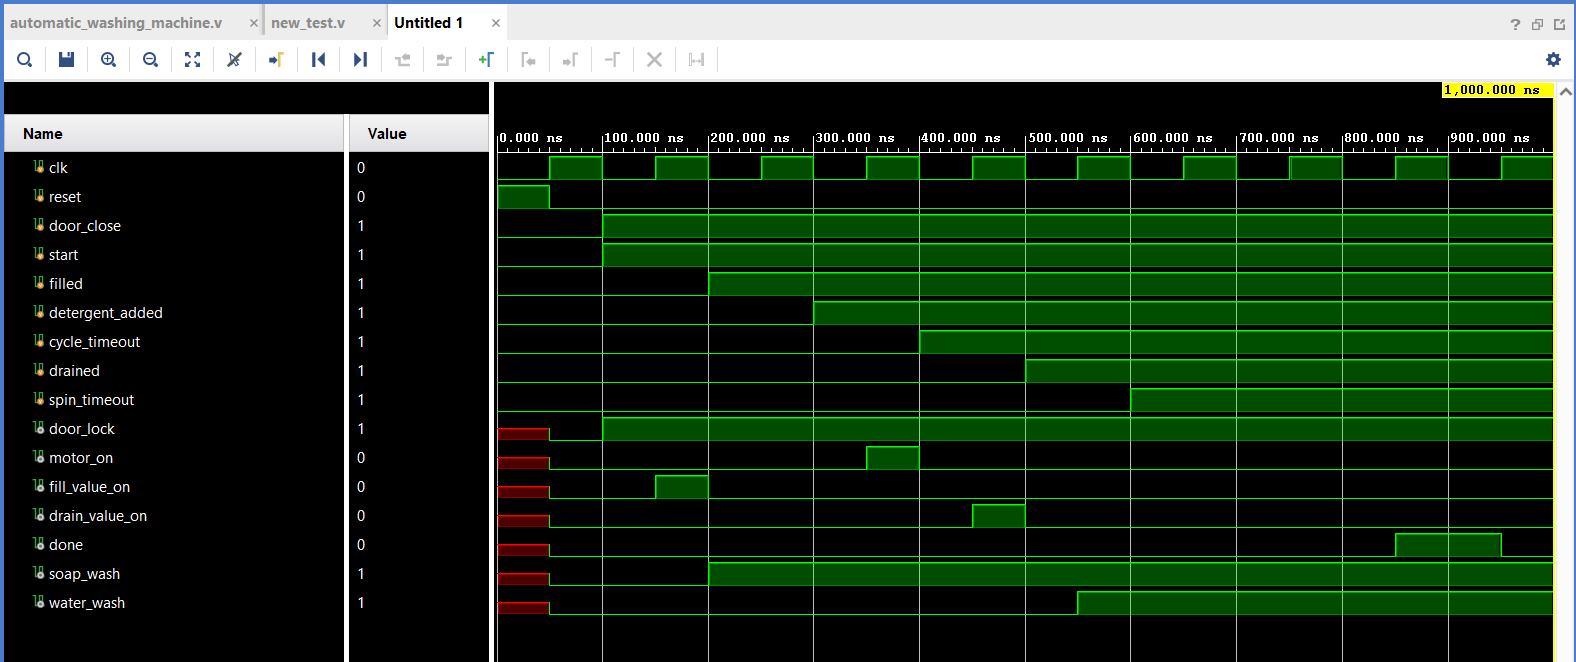 automatic_washing_machine.v × new_test.v × Untitled 1 ×
1,000.000 ns
Name Value
0.000 ns 100.000 ns 200.000 ns 300.000 ns 400.000 ns 500.000 ns 600.000 ns 700.000 ns 800.000 ns 900.000 ns
clk 0
reset 0
door_close 1
start 1
filled 1
detergent_added 1
cycle_timeout 1
drained 1
spin_timeout 1
door_lock 1
motor_on 0
fill_value_on 0
drain_value_on 0
done 0
soap_wash 1
water_wash 1